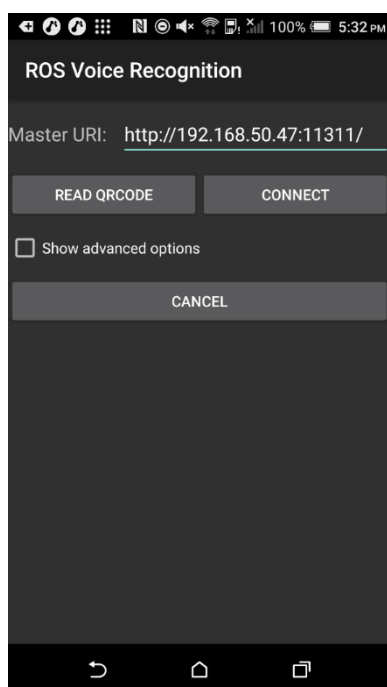 100% 5:32 PM
ROS Voice Recognition
Master URI: http://192.168.50.47:11311/
READ QRCODE CONNECT
Show advanced options
CANCEL